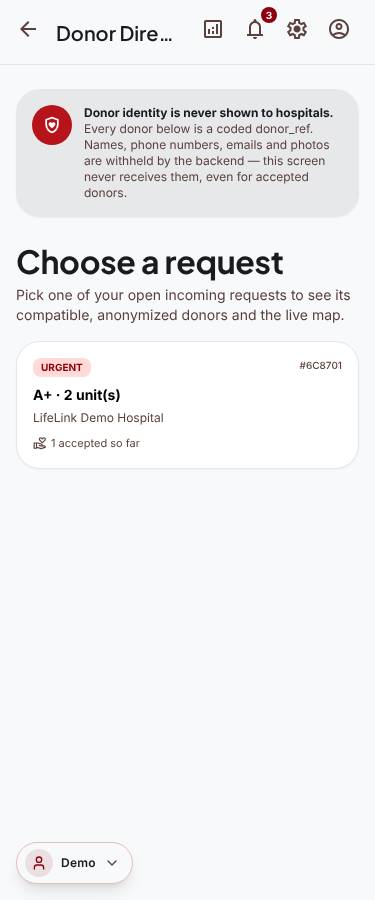 Donor Dire...
3
Donor identity is never shown to hospitals.
Every donor below is a coded donor_ref.
Names, phone numbers, emails and photos
are withheld by the backend — this screen
never receives them, even for accepted
donors.
Choose a request
Pick one of your open incoming requests to see its
compatible, anonymized donors and the live map.
URGENT
#6C8701
A+ · 2 unit(s)
LifeLink Demo Hospital
1 accepted so far
Demo